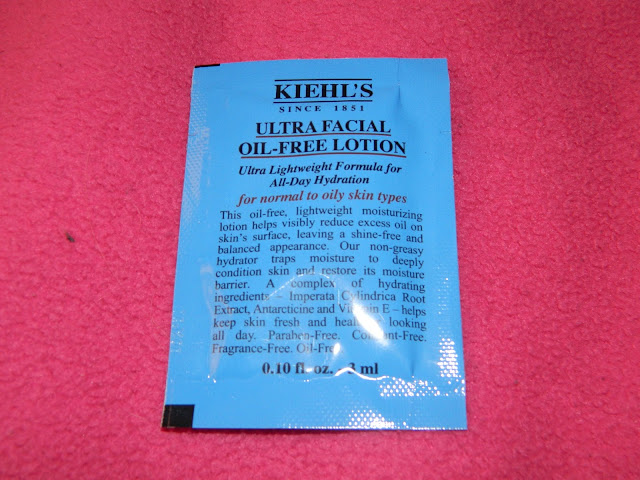 KIEHL'S
SINCE 1851
ULTRA FACIAL
OIL-FREE LOTION
Ultra Lightweight Formula for
All-Day Hydration
for normal to oily skin types
This oil-free, lightweight moisturizing
lotion helps visibly reduce excess oil on
skin's surface, leaving a shine-free and
balanced appearance. Our non-greasy
hydrator traps moisture to deeply
condition skin and restore its moisture
barrier. A complex of hydrating
ingredients – Imperata Cylindrica Root
Extract, Antarcticine and Vitamin E – helps
keep skin fresh and healthy looking
all day. Paraben-Free. Colorant-Free.
Fragrance-Free. Oil-Free.
0.10 fl. oz. - 3 ml